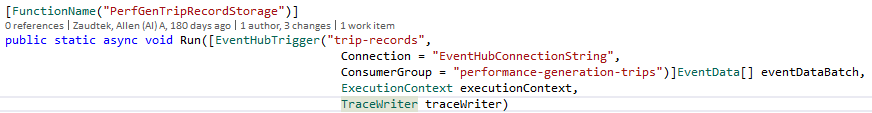 [FunctionName("PerfGenTripRecordStorage")]
0 references | Zaudtek, Allen (Al) A, 180 days ago | 1 author, 3 changes | 1 work item
public static async void Run([EventHubTrigger("trip-records",
Connection = "EventHubConnectionString",
ConsumerGroup = "performance-generation-trips")]EventData[] eventDataBatch,
ExecutionContext executionContext,
TraceWriter traceWriter)